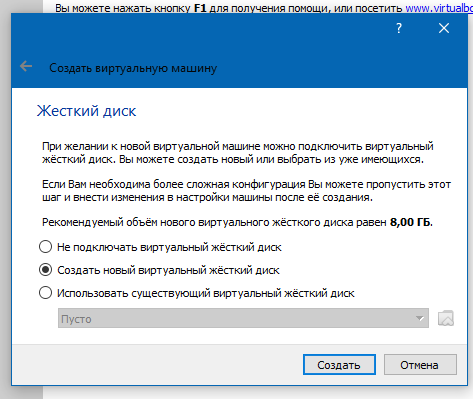 Вы можете нажать кнопку F1 для получения помощи, или посетить www.virtualbo
?
Создать виртуальную машину
Жесткий диск
При желании к новой виртуальной машине можно подключить виртуальный
жёсткий диск. Вы можете создать новый или выбрать из уже имеющихся.
Если Вам необходима более сложная конфигурация Вы можете пропустить этот
шаг и внести изменения в настройки машины после её создания.
Рекомендуемый объём нового виртуального жёсткого диска равен 8,00 ГБ.
Не подключать виртуальный жёсткий диск
Создать новый виртуальный жёсткий диск
Использовать существующий виртуальный жёсткий диск
Пусто
Создать
Отмена